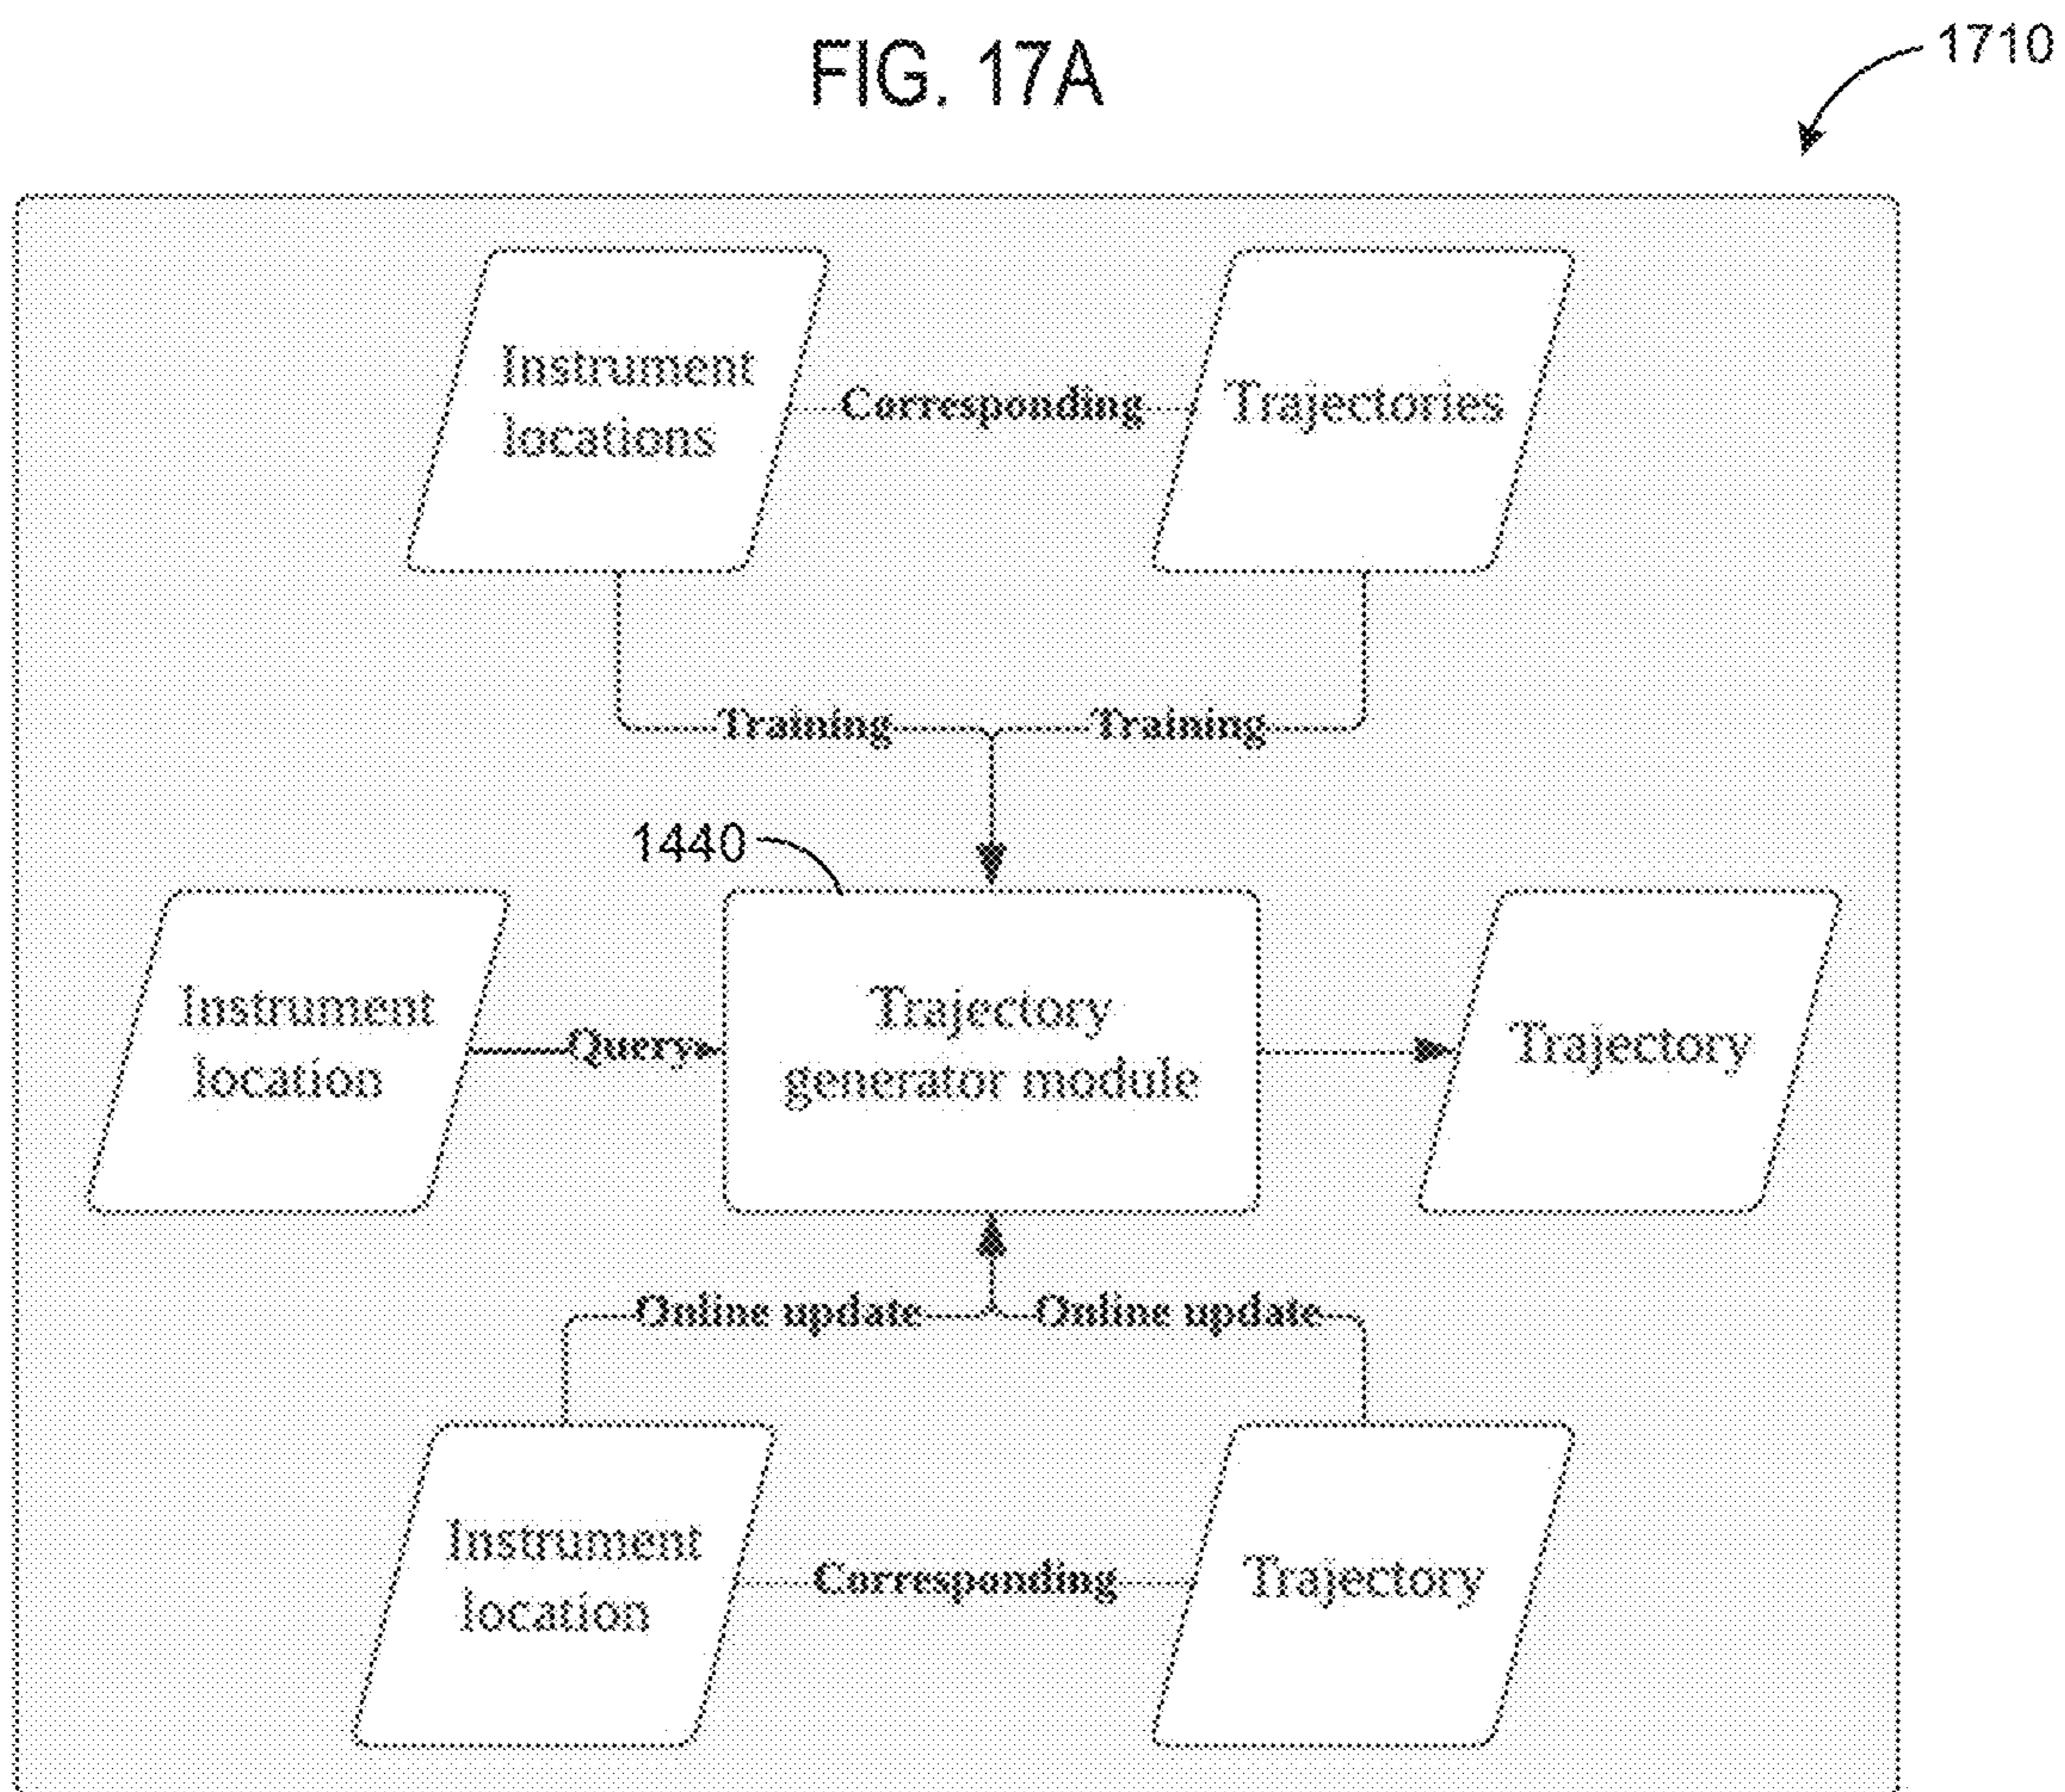 FIG. 17A
1710
Instrument
locations
Corresponding
Trajectories
Training
Training
1440
Instrument
location
Query
Trajectory
generator module
Trajectory
Online update
Online update
Instrument
location
Corresponding
Trajectory